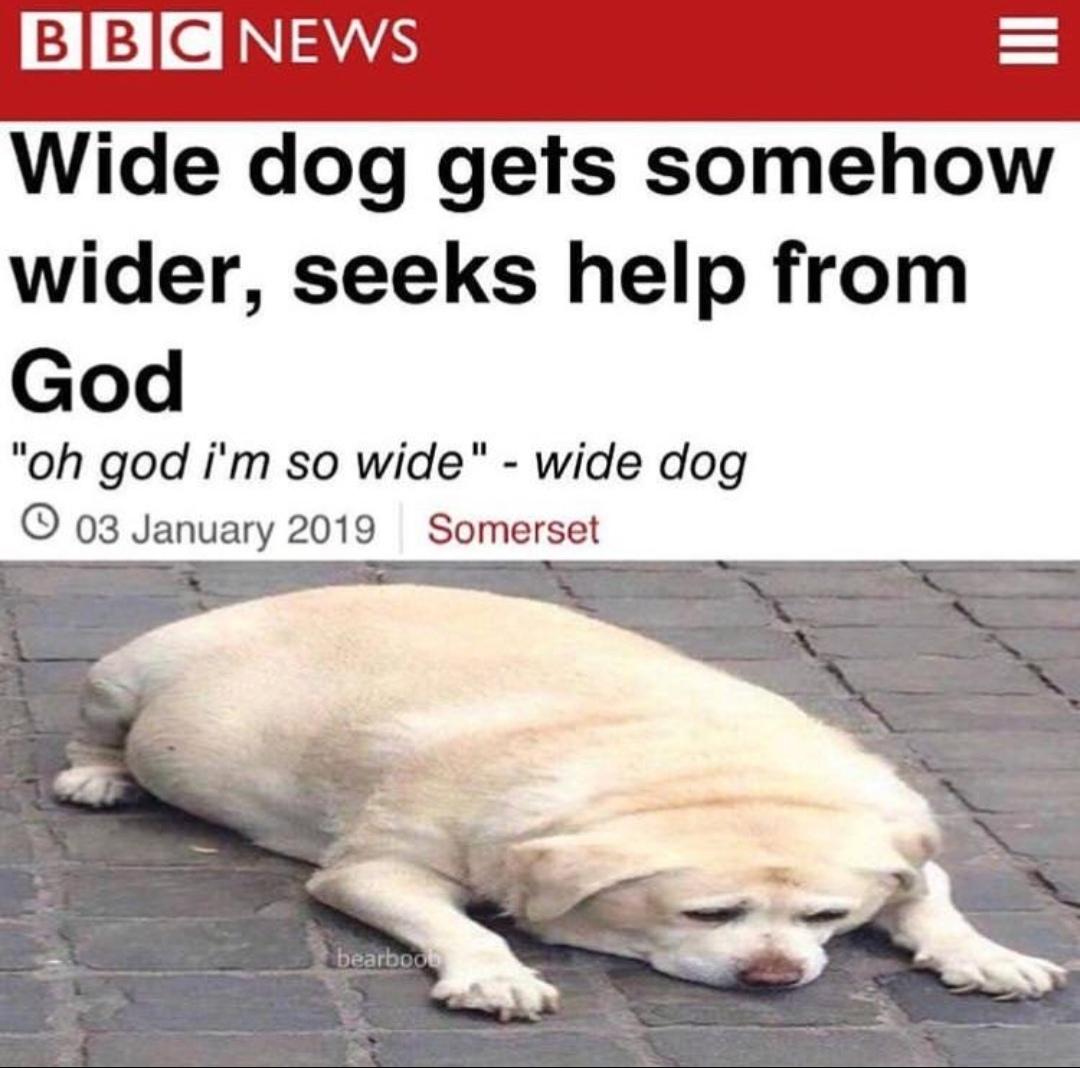 BBC NEWS
Wide dog gets somehow
wider, seeks help from
God
"oh god i'm so wide" - wide dog
03 January 2019 Somerset
bearboob